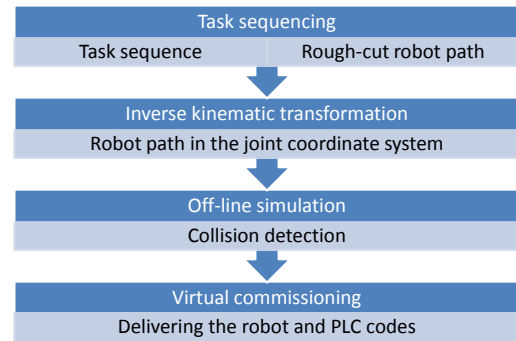 Task sequencing
Task sequence Rough-cut robot path
Inverse kinematic transformation
Robot path in the joint coordinate system
Off-line simulation
Collision detection
Virtual commissioning
Delivering the robot and PLC codes